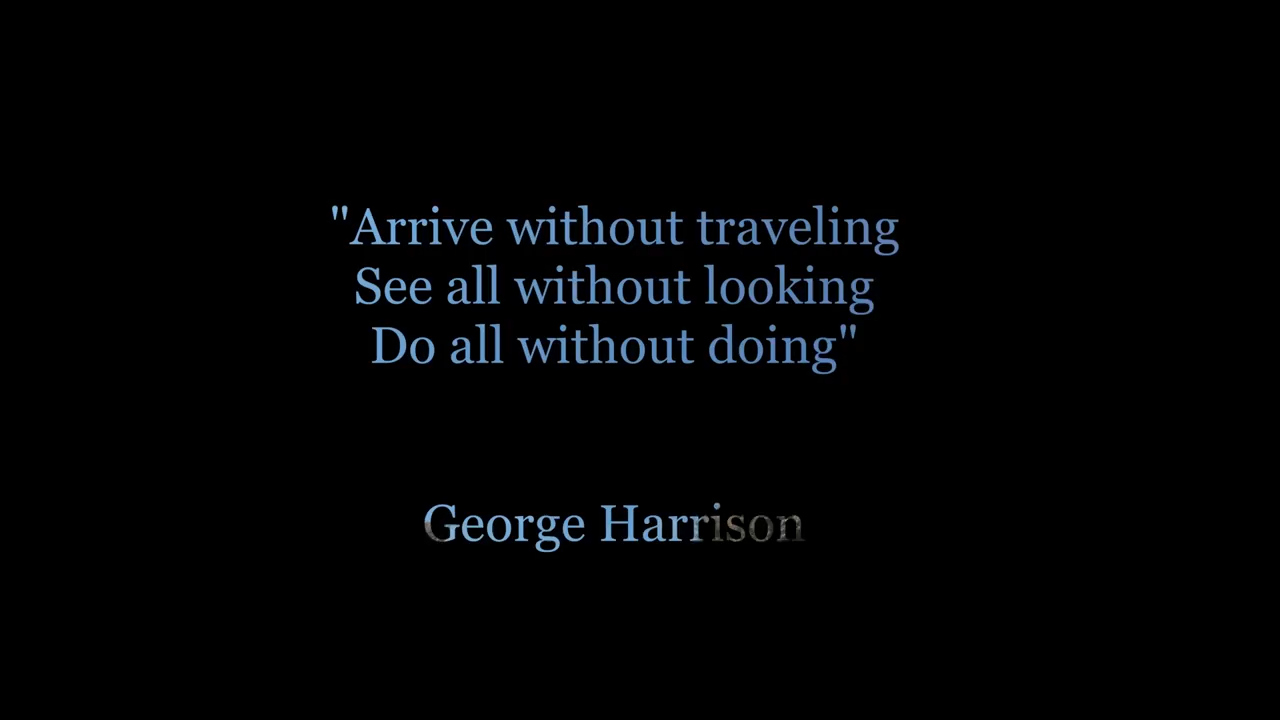 "Arrive without traveling
See all without looking
Do all without doing"
George Harrison